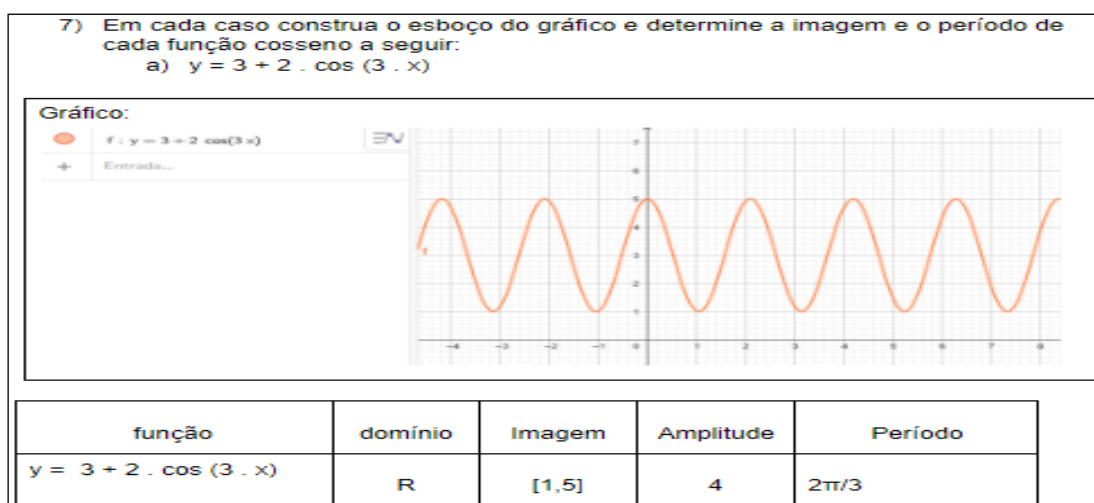 7) Em cada caso construa o esboço do gráfico e determine a imagem e o período de
cada função cosseno a seguir:
a) y = 3 + 2 . cos (3 . x)
Gráfico:
f : y = 3 + 2 cos(3 x)
+ Entrada...
f
7
6
5
4
3
2
1
-4 -3 -2 -1 0 1 2 3 4 5 6 7 8
função domínio Imagem Amplitude Período
y = 3 + 2 . cos (3 . x) R [1,5] 4 2π/3